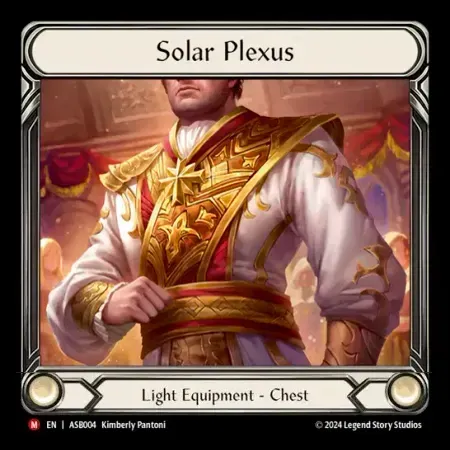 Solar Plexus
Light Equipment - Chest
M EN | ASB004 Kimberly Pantoni © 2024 Legend Story Studios